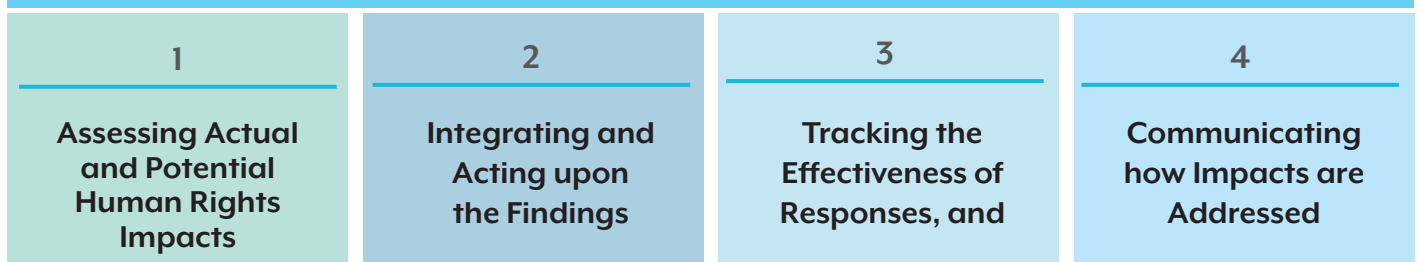 1
Assessing Actual
and Potential
Human Rights
Impacts
2
Integrating and
Acting upon
the Findings
3
Tracking the
Effectiveness of
Responses, and
4
Communicating
how Impacts are
Addressed